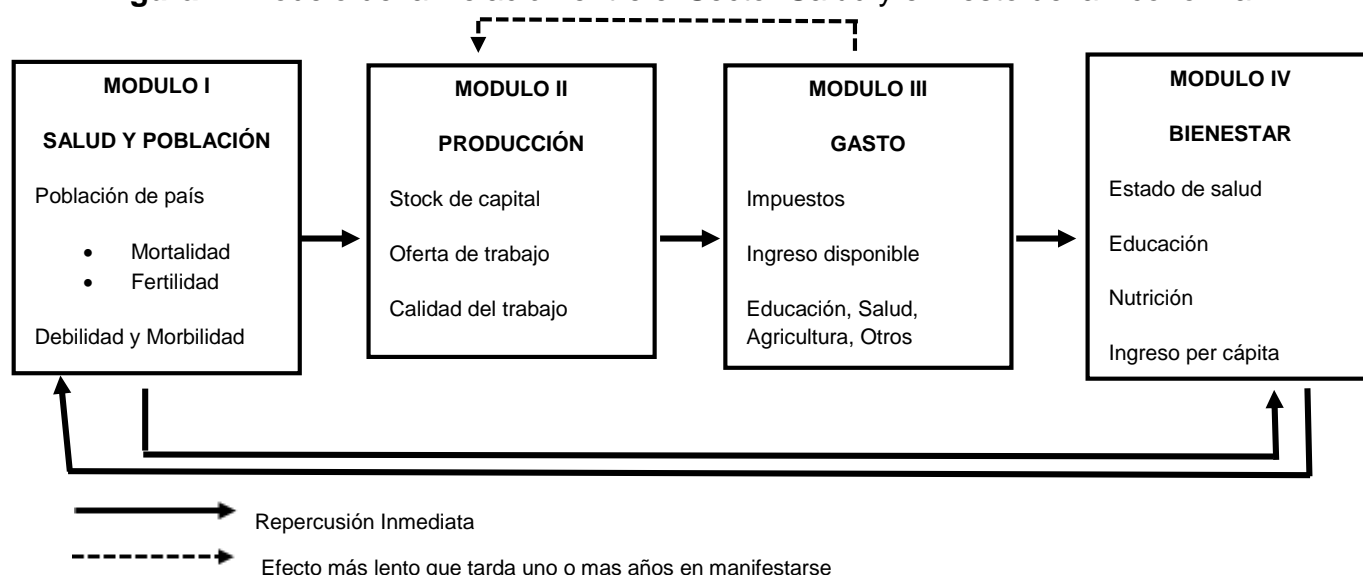 MODULO I
SALUD Y POBLACIÓN
Población de país
• Mortalidad
• Fertilidad
Debilidad y Morbilidad
MODULO II
PRODUCCIÓN
Stock de capital
Oferta de trabajo
Calidad del trabajo
MODULO III
GASTO
Impuestos
Ingreso disponible
Educación, Salud,
Agricultura, Otros
MODULO IV
BIENESTAR
Estado de salud
Educación
Nutrición
Ingreso per cápita
Repercusión Inmediata
Efecto más lento que tarda uno o mas años en manifestarse